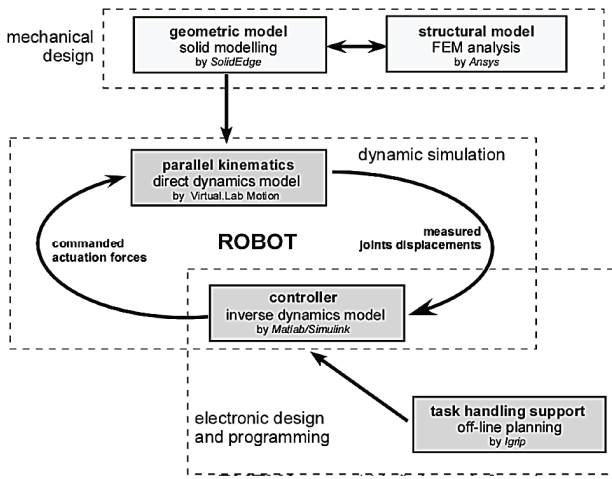 mechanical
design
geometric model
solid modelling
by SolidEdge
structural model
FEM analysis
by Ansys
dynamic simulation
parallel kinematics
direct dynamics model
by Virtual.Lab Motion
commanded
actuation forces
ROBOT
measured
joints displacements
controller
inverse dynamics model
by Matlab/Simulink
electronic design
and programming
task handling support
off-line planning
by Igrip